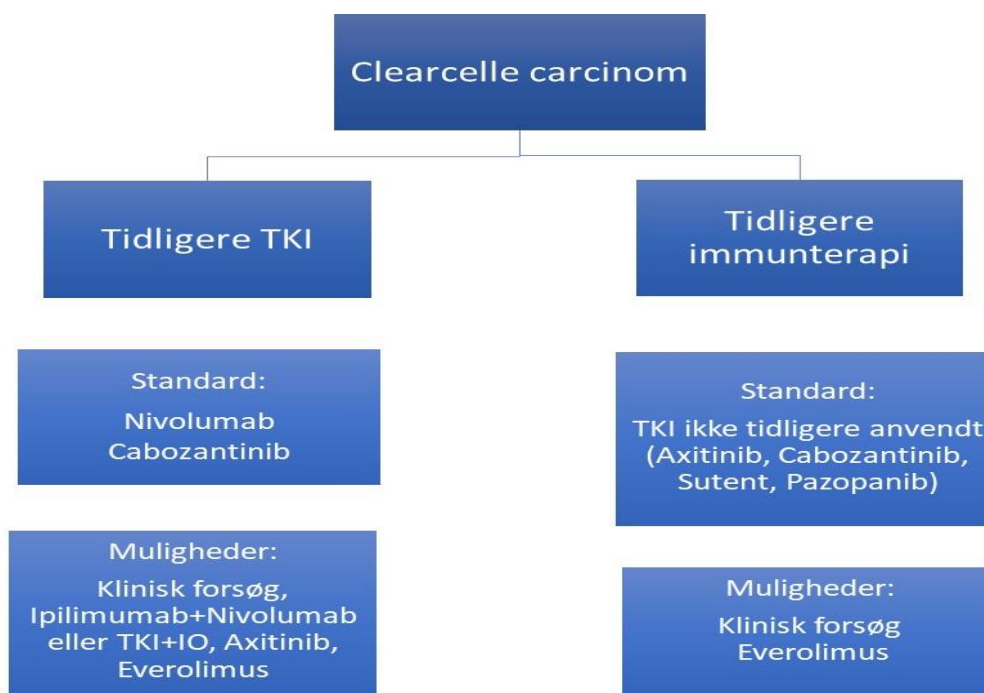 Clearcelle carcinom
Tidligere TKI
Standard:
Nivolumab
Cabozantinib
Muligheder:
Klinisk forsøg,
Ipilimumab+Nivolumab
eller TKI+IO, Axitinib,
Everolimus
Tidligere
immunterapi
Standard:
TKI ikke tidligere anvendt
(Axitinib, Cabozantinib,
Sutent, Pazopanib)
Muligheder:
Klinisk forsøg
Everolimus